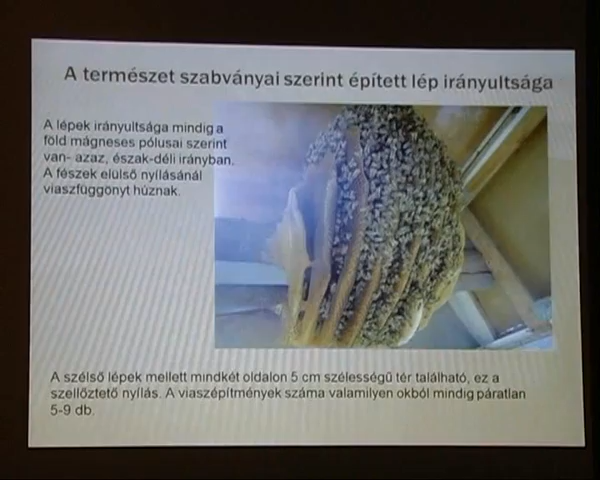 A természet szabványai szerint épített lép irányultsága
A lépek irányultsága mindig a
föld mágneses pólusai szerint
van- azaz, észak-déli irányban.
A fészek elülső nyílásánál
viaszfüggönyt húznak.
A szélső lépek mellett mindkét oldalon 5 cm szélességű tér található, ez a
szellőztető nyílás. A viaszépítmények száma valamilyen okból mindig páratlan
5-9 db.